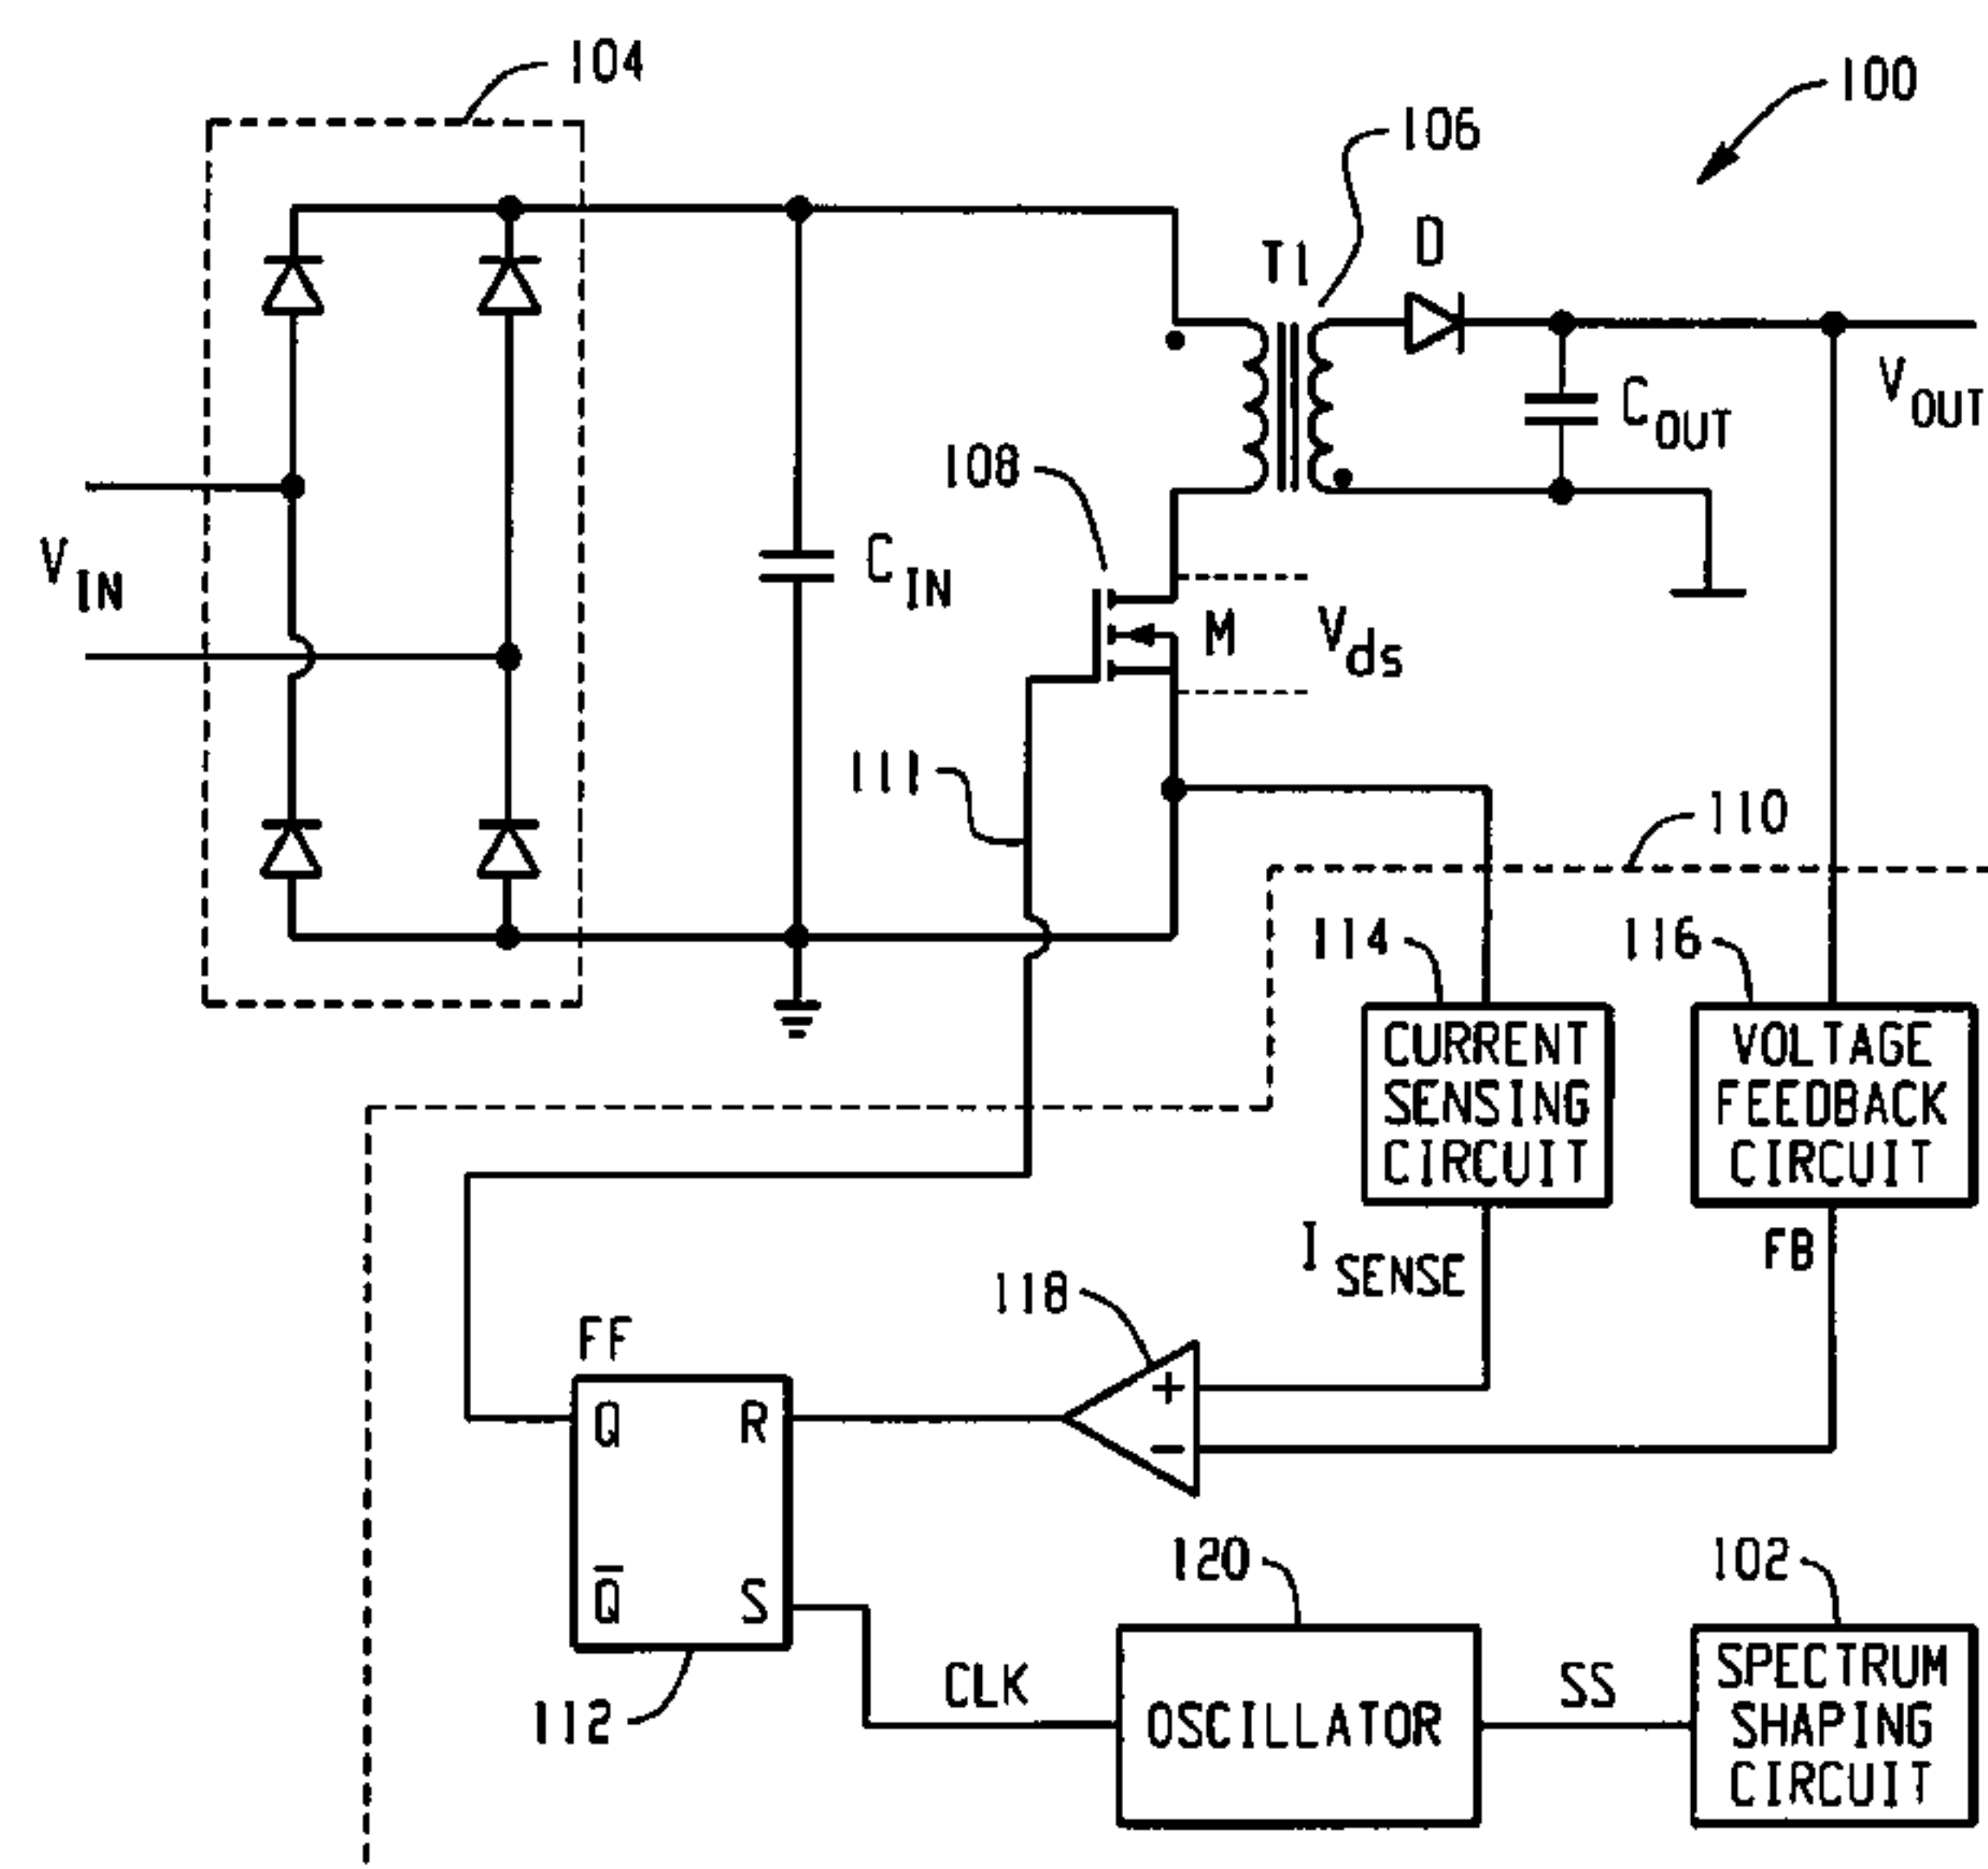 104
100
106
T1
D
V OUT
C OUT
108
V IN
C IN
M
V ds
111
110
114
116
CURRENT
SENSING
CIRCUIT
VOLTAGE
FEEDBACK
CIRCUIT
I SENSE
FB
118
FF
+
−
Q
R
Q̅
S
120
102
CLK
OSCILLATOR
SS
SPECTRUM
SHAPING
CIRCUIT
112